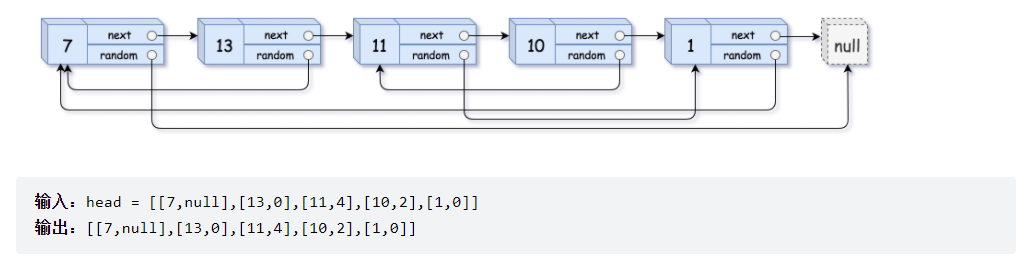 7 next random 13 next random 11 next random 10 next random 1 next random null
输入：head = [[7,null],[13,0],[11,4],[10,2],[1,0]]
输出：[[7,null],[13,0],[11,4],[10,2],[1,0]]